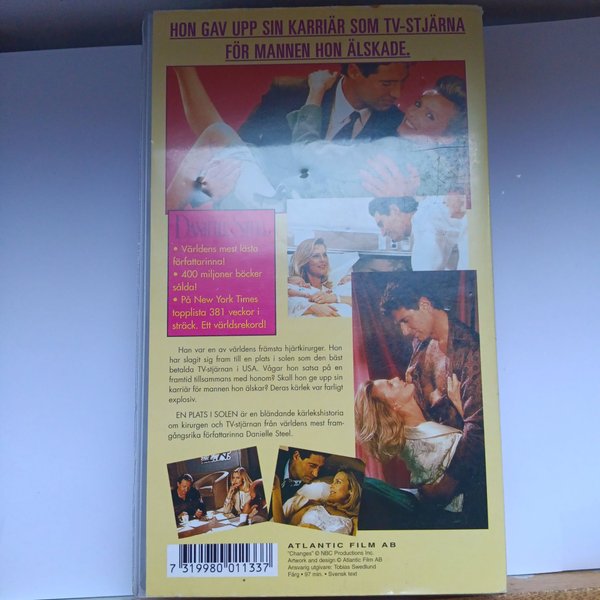 HON GAV UPP SIN KARRIÄR SOM TV-STJÄRNA
FÖR MANNEN HON ÄLSKADE.
Danielle Steel
• Världens mest lästa
författarinna!
• 400 miljoner böcker
sålda!
• På New York Times
topplista 381 veckor i
sträck. Ett världsrekord!
Han var en av världens främsta hjärtkirurger. Hon
har slagit sig fram till en plats i solen som den bäst
betalda TV-stjärnan i USA. Vågar hon satsa på en
framtid tillsammans med honom? Skall hon ge upp sin
karriär för mannen hon älskar? Deras kärlek var farligt
explosiv.
EN PLATS I SOLEN är en bländande kärlekshistoria
om kirurgen och TV-stjärnan från världens mest fram-
gångsrika författarinna Danielle Steel.
ATLANTIC FILM AB
"Changes" © NBC Productions Inc.
Artwork and design © Atlantic Film AB
Ansvarig utgivare: Tobias Swedlund
Färg • 97 min. • Svensk text
7 319980 011337